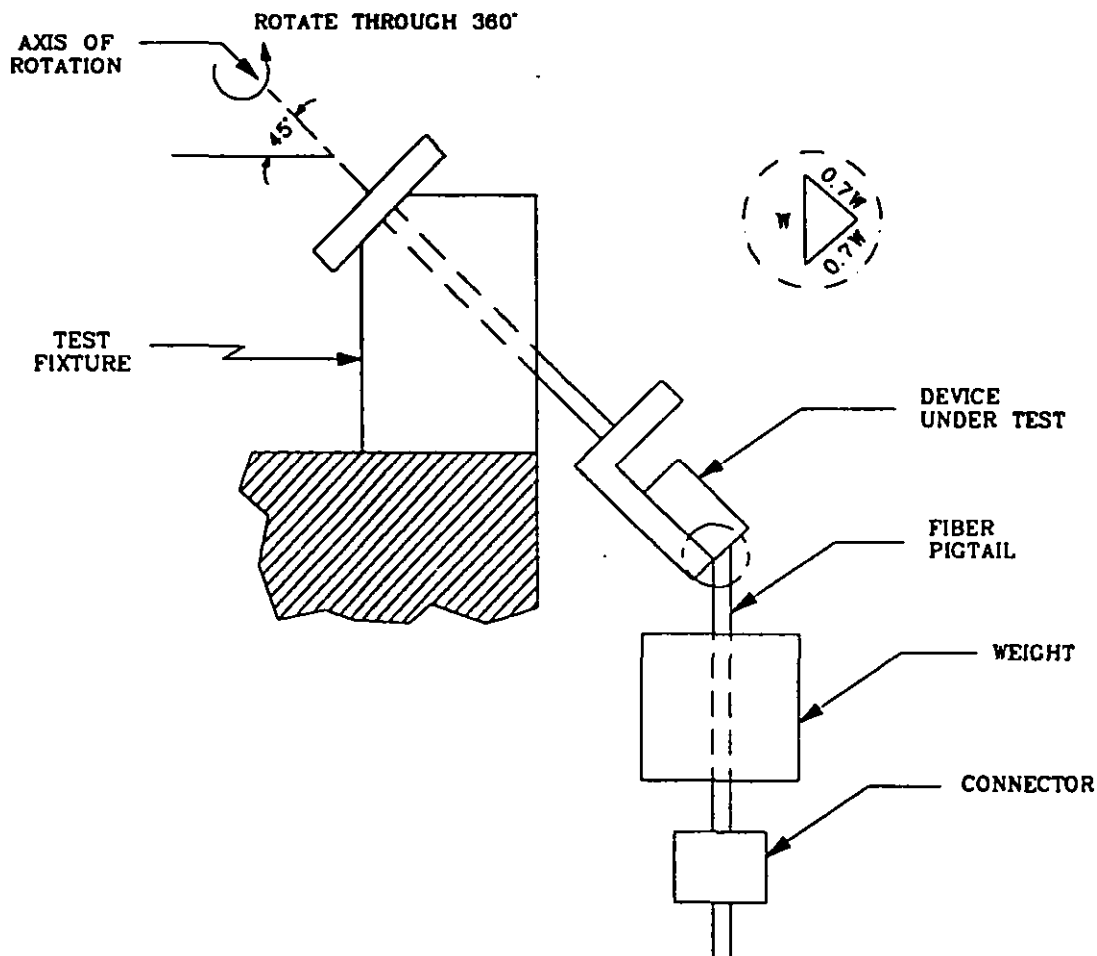 ROTATE THROUGH 360°
AXIS OF
ROTATION
45°
0.7W
W
0.7W
TEST
FIXTURE
DEVICE
UNDER TEST
FIBER
PIGTAIL
WEIGHT
CONNECTOR